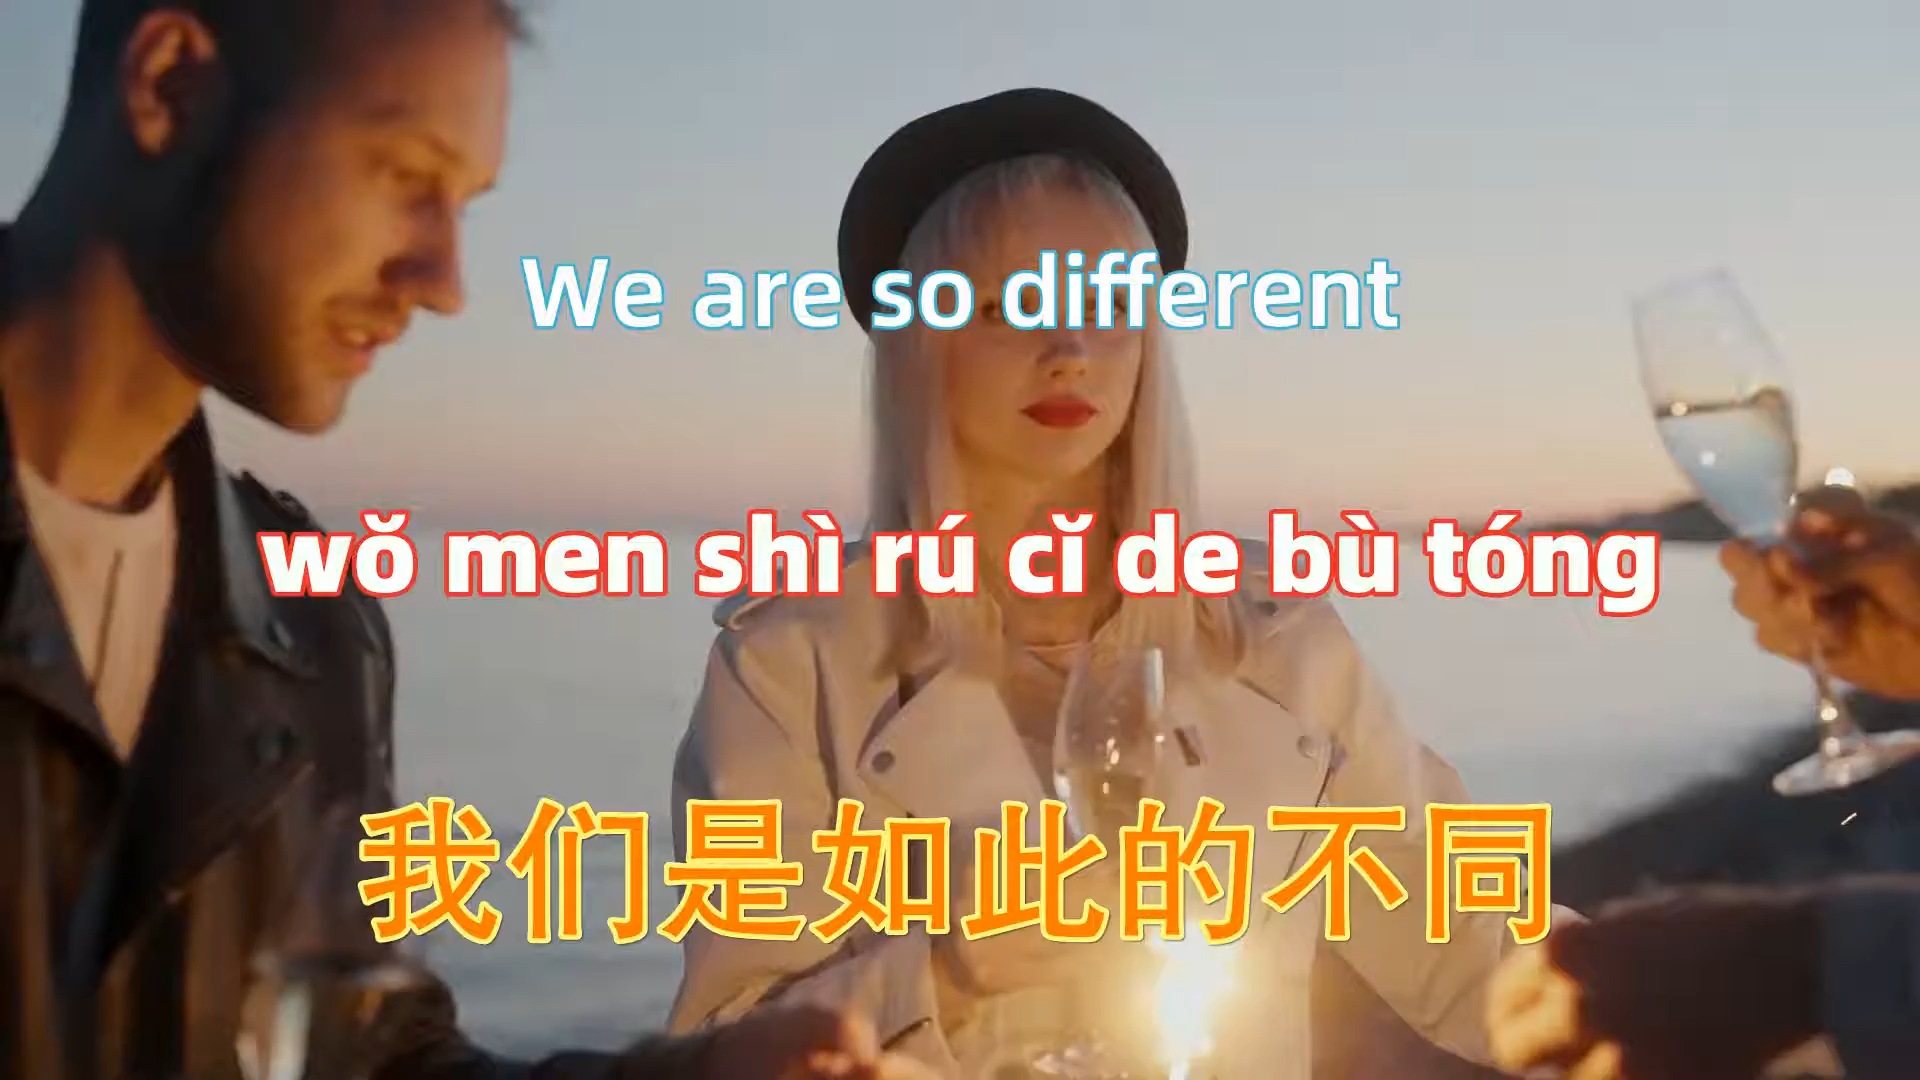 We are so different
wǒ men shì rú cǐ de bù tóng
我们是如此的不同